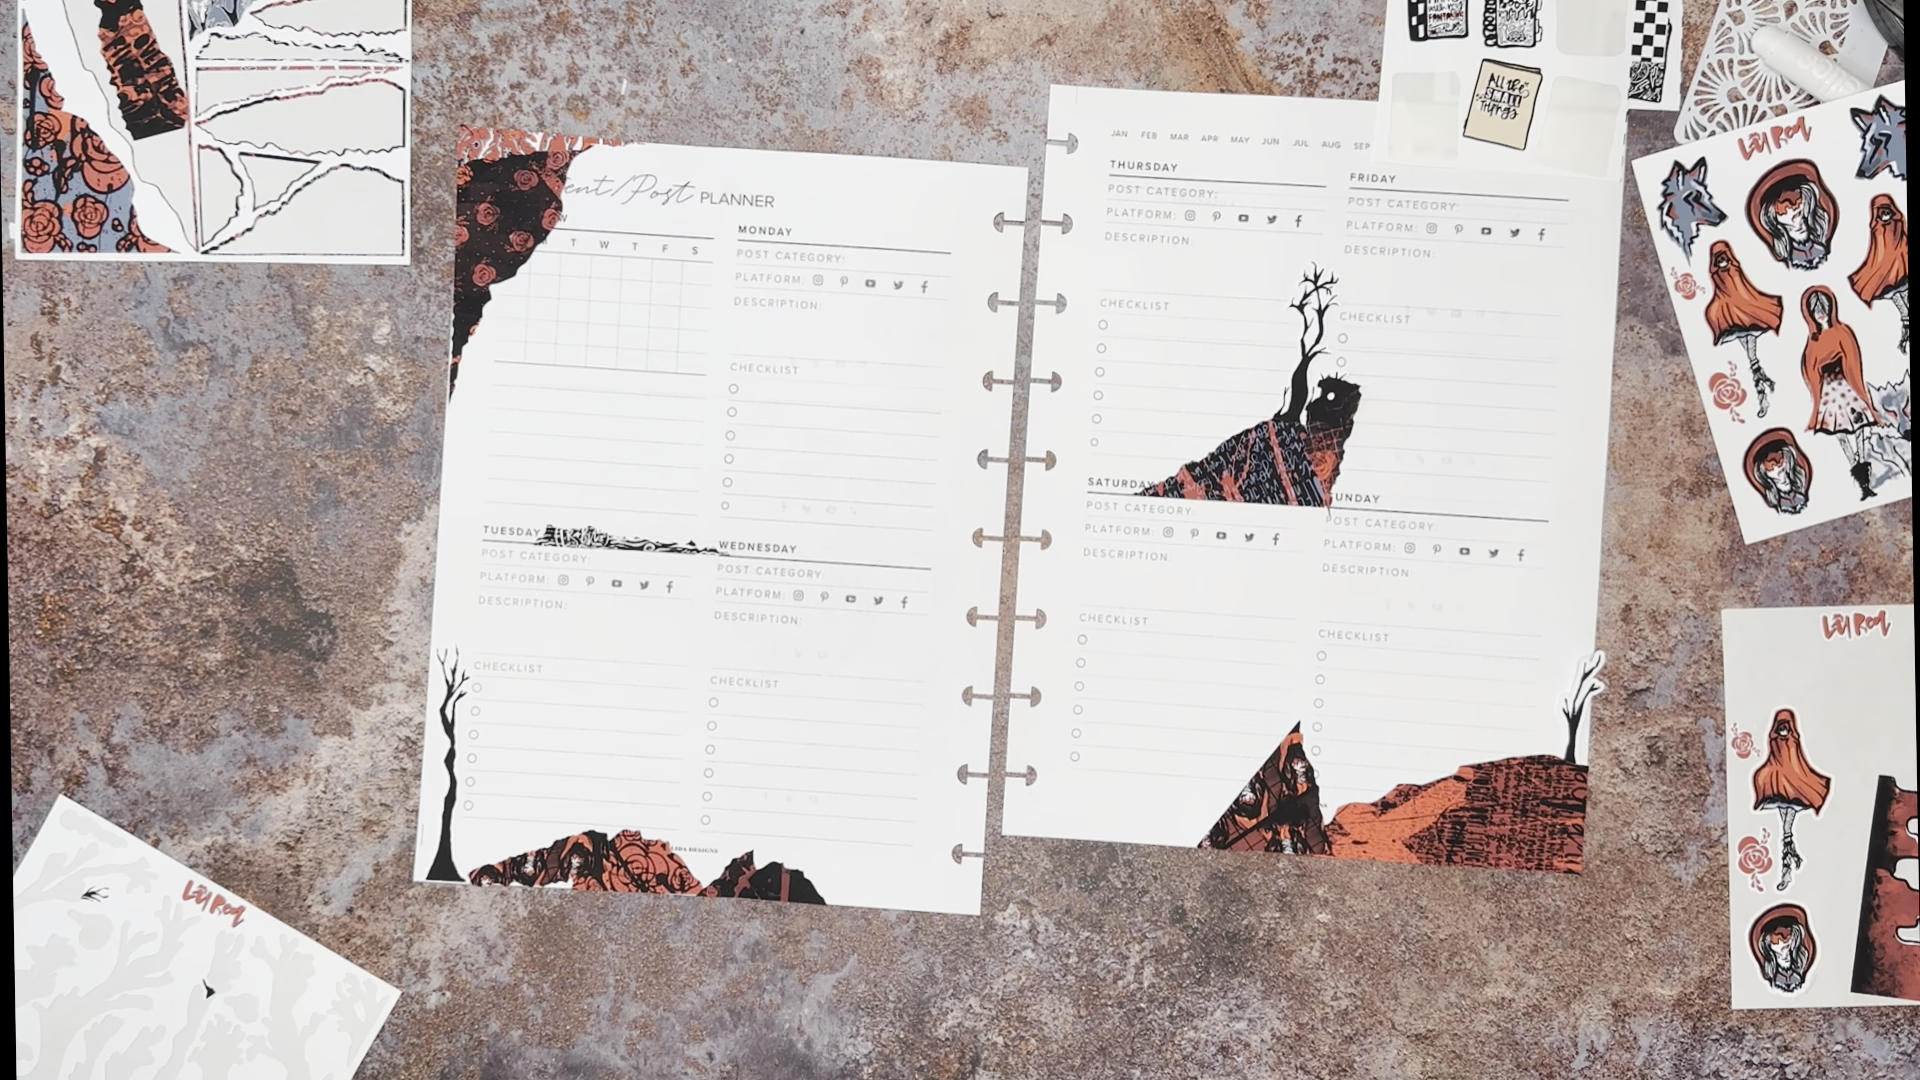 ent/Post PLANNER
T W T F S
MONDAY
POST CATEGORY:
PLATFORM:
DESCRIPTION:
CHECKLIST
TUESDAY
POST CATEGORY:
PLATFORM:
DESCRIPTION:
CHECKLIST
WEDNESDAY
POST CATEGORY:
PLATFORM:
DESCRIPTION:
CHECKLIST
JAN FEB MAR APR MAY JUN JUL AUG SEP
THURSDAY
POST CATEGORY:
PLATFORM:
DESCRIPTION:
CHECKLIST
FRIDAY
POST CATEGORY:
PLATFORM:
DESCRIPTION:
CHECKLIST
SATURDAY
POST CATEGORY:
PLATFORM:
DESCRIPTION:
CHECKLIST
UNDAY
POST CATEGORY:
PLATFORM:
DESCRIPTION:
CHECKLIST
ALL the
SMALL
Things
Lil Red
Lil Red
Lil Red